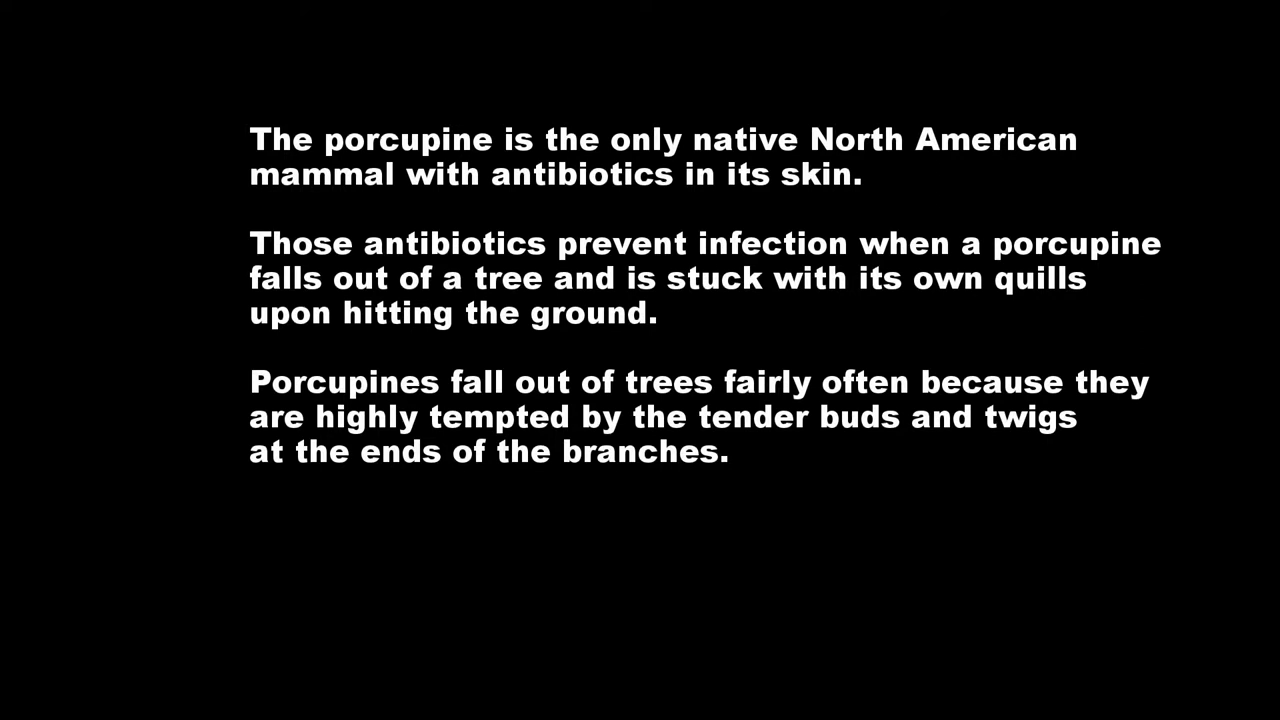 The porcupine is the only native North American
mammal with antibiotics in its skin.
Those antibiotics prevent infection when a porcupine
falls out of a tree and is stuck with its own quills
upon hitting the ground.
Porcupines fall out of trees fairly often because they
are highly tempted by the tender buds and twigs
at the ends of the branches.